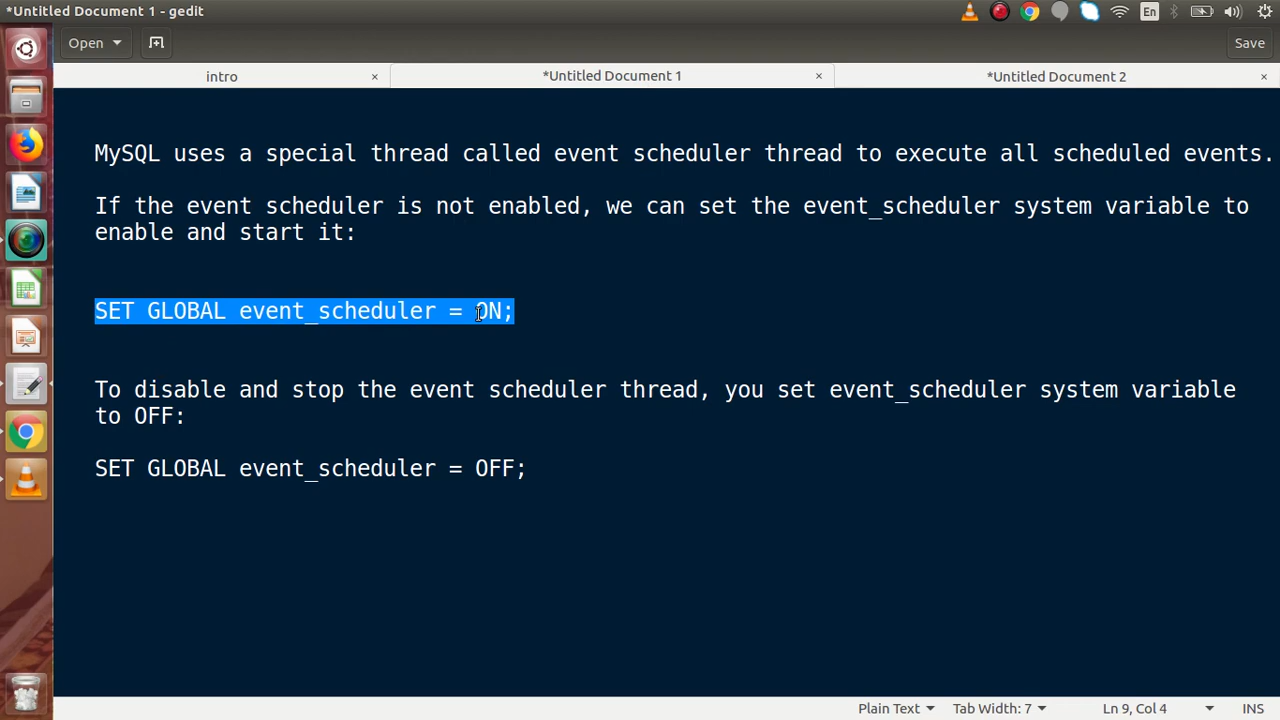 *Untitled Document 1 - gedit
En
Open
Save
intro
*Untitled Document 1
*Untitled Document 2
MySQL uses a special thread called event scheduler thread to execute all scheduled events.
If the event scheduler is not enabled, we can set the event_scheduler system variable to
enable and start it:
SET GLOBAL event_scheduler = ON;
To disable and stop the event scheduler thread, you set event_scheduler system variable
to OFF:
SET GLOBAL event_scheduler = OFF;
Plain Text
Tab Width: 7
Ln 9, Col 4
INS